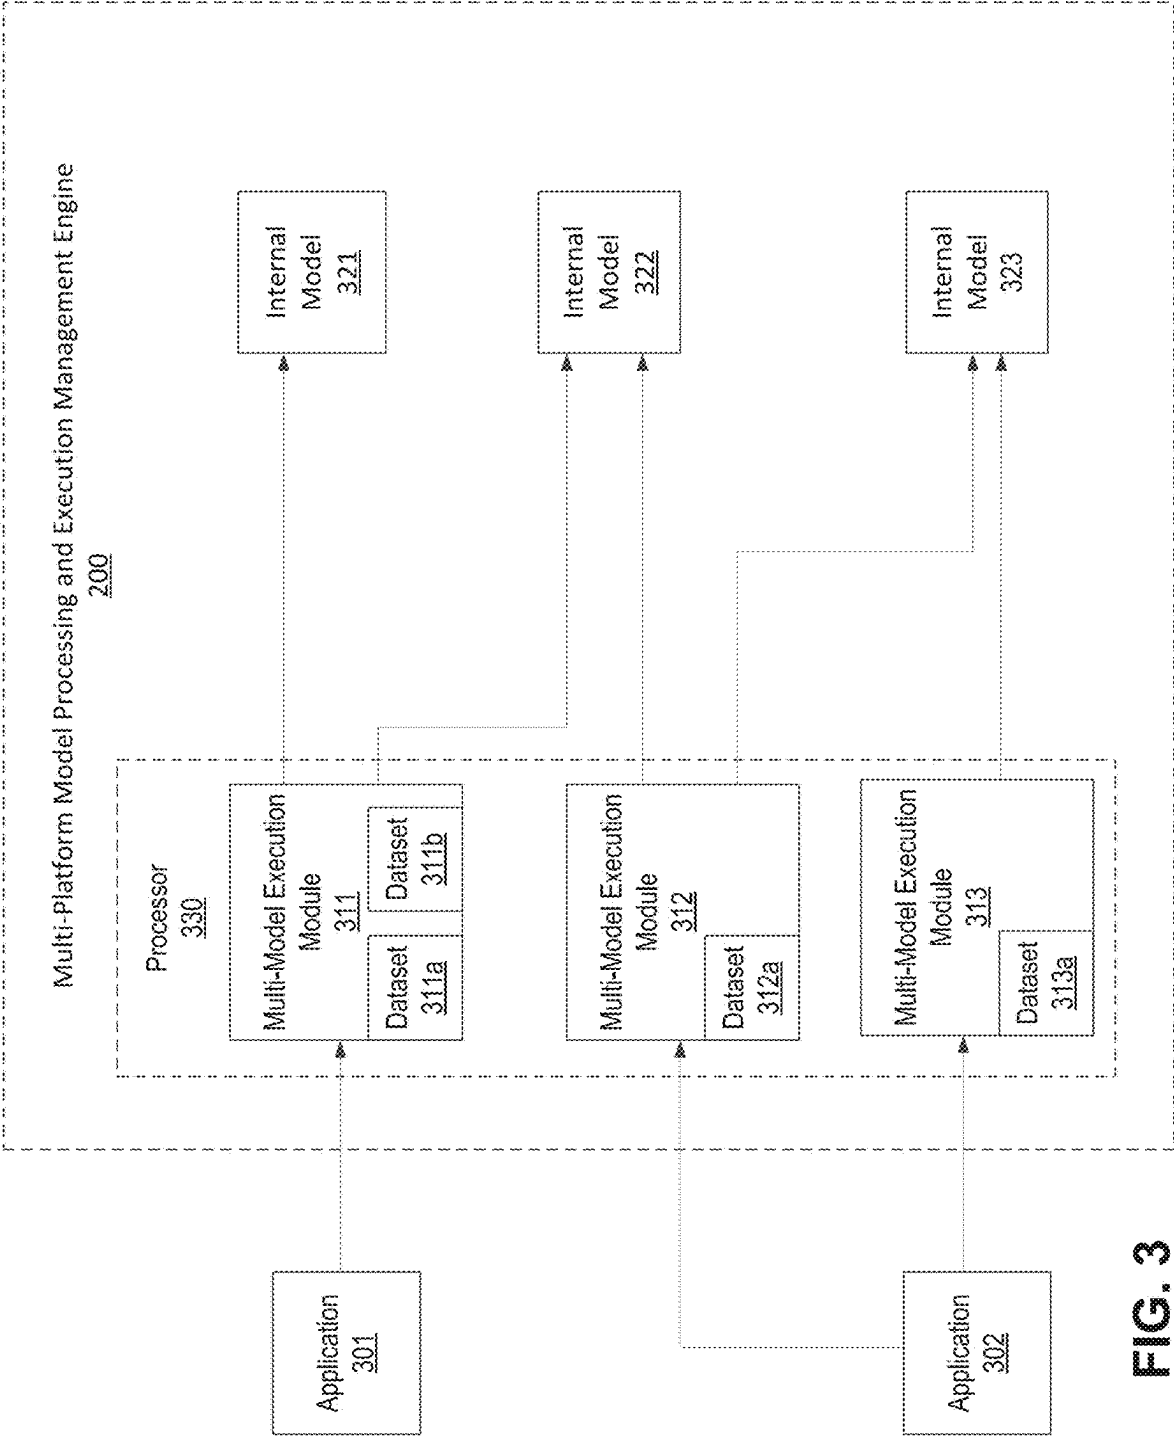 Multi-Platform Model Processing and Execution Management Engine
200
Processor
330
Application
301
Multi-Model Execution
Module
311
Dataset
311a
Dataset
311b
Internal
Model
321
Multi-Model Execution
Module
312
Dataset
312a
Internal
Model
322
Application
302
Multi-Model Execution
Module
313
Dataset
313a
Internal
Model
323
FIG. 3